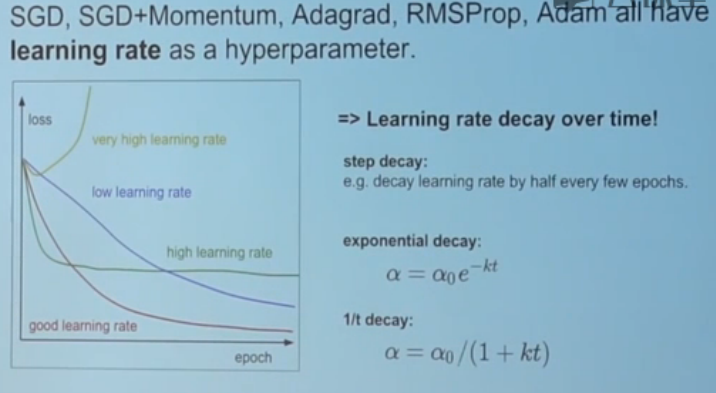 SGD, SGD+Momentum, Adagrad, RMSProp, Adam all have
learning rate as a hyperparameter.
loss
very high learning rate
low learning rate
high learning rate
good learning rate
epoch
=> Learning rate decay over time!
step decay:
e.g. decay learning rate by half every few epochs.
exponential decay:
α = α₀e^{-kt}
1/t decay:
α = α₀/(1 + kt)